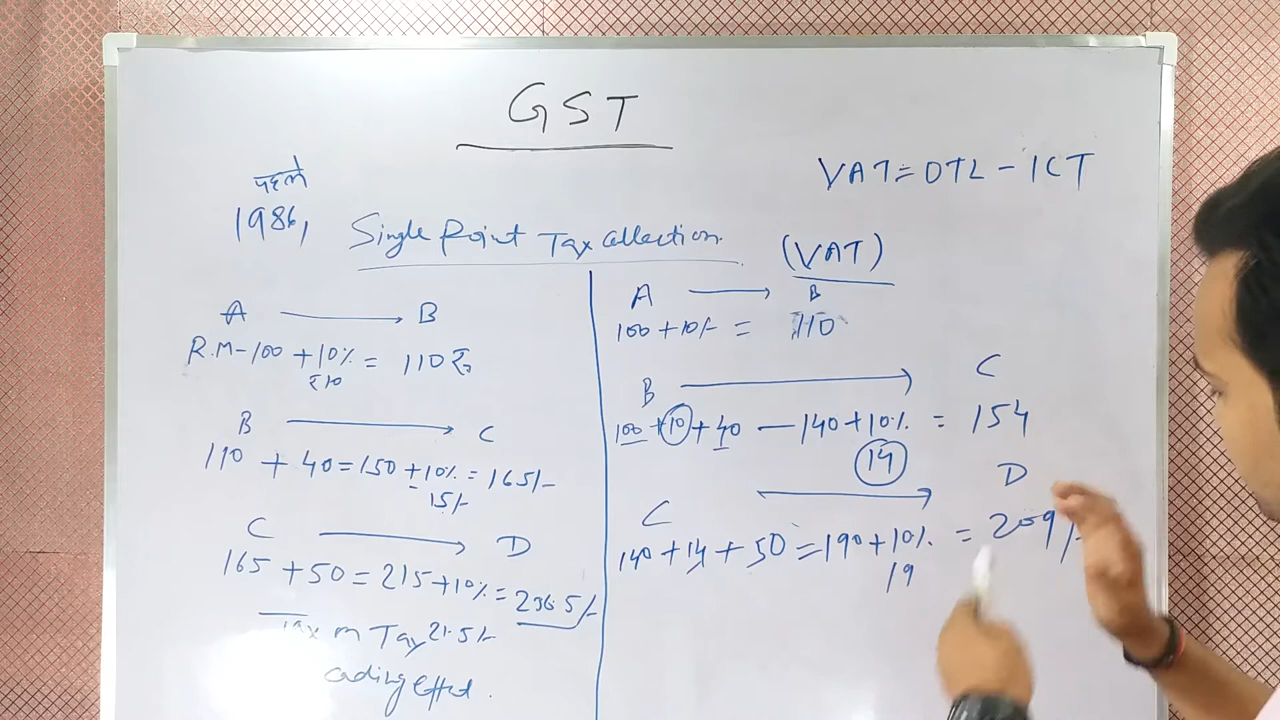 GST
VAT = OTL - ICT
पहले
1986,
Single Point Tax Collection.
A → B
R.M-100 + 10% = 110 ₹
₹10
B → C
110 + 40 = 150 + 10% = 165/-
15/-
C → D
165 + 50 = 215 + 10% = 236.5/-
Tax Tax 21.5/-
Effect.
(VAT)
A → B
100 + 10/- = 110
B → C
100 + 10 + 40 - 140 + 10% = 154
14
C → D
140 + 14 + 50 = 190 + 10% = 209/-
19